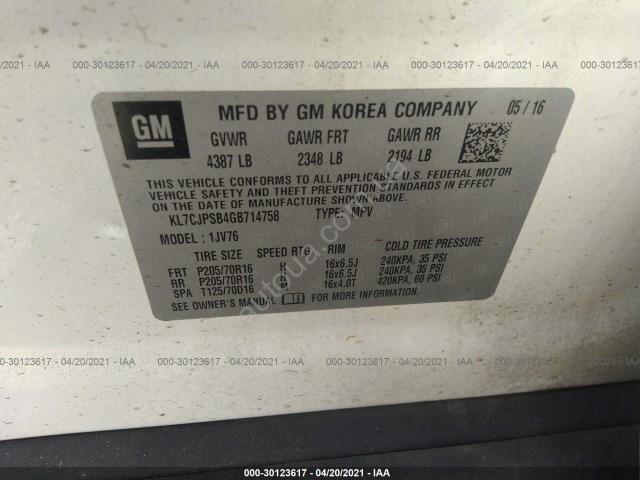 000-30123617 - 04/20/2021 - IAA
GM
MFD BY GM KOREA COMPANY 05/16
GVWR GAWR FRT GAWR RR
4387 LB 2348 LB 2194 LB
THIS VEHICLE CONFORMS TO ALL APPLICABLE U.S. FEDERAL MOTOR
VEHICLE SAFETY AND THEFT PREVENTION STANDARDS IN EFFECT
ON THE DATE OF MANUFACTURE SHOWN ABOVE.
KL7CJPSB4GB714758 TYPE: MPV
MODEL: 1JV76
TIRE SIZE SPEED RTG RIM COLD TIRE PRESSURE
FRT P205/70R16 H 16x6.5J 240KPA, 35 PSI
RR P205/70R16 H 16x6.5J 240KPA, 35 PSI
SPA T125/70D16 M 16x4.0T 420KPA, 60 PSI
SEE OWNER'S MANUAL FOR MORE INFORMATION.
autoua.com
000-30123617 - 04/20/2021 - IAA
000-30123617 - 04/20/2021 - IAA